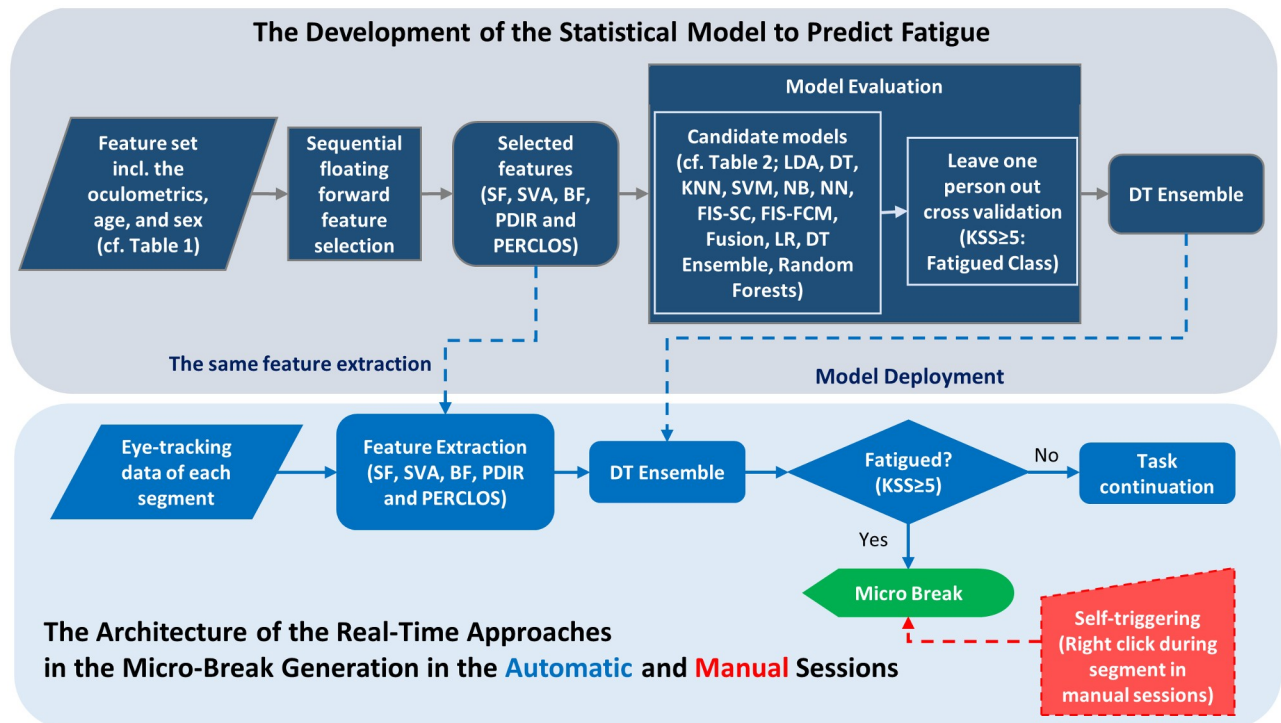 The Development of the Statistical Model to Predict Fatigue
Feature set
incl. the
oculometrics,
age, and sex
(cf. Table 1)
Sequential
floating
forward
feature
selection
Selected
features
(SF, SVA, BF,
PDIR and
PERCLOS)
Model Evaluation
Candidate models
(cf. Table 2; LDA, DT,
KNN, SVM, NB, NN,
FIS-SC, FIS-FCM,
Fusion, LR, DT
Ensemble, Random
Forests)
Leave one
person out
cross validation
(KSS≥5:
Fatigued Class)
DT Ensemble
The same feature extraction
Model Deployment
Eye-tracking
data of each
segment
Feature Extraction
(SF, SVA, BF, PDIR
and PERCLOS)
DT Ensemble
Fatigued?
(KSS≥5)
No
Task
continuation
Yes
Micro Break
Self-triggering
(Right click during
segment in
manual sessions)
The Architecture of the Real-Time Approaches
in the Micro-Break Generation in the Automatic and Manual Sessions